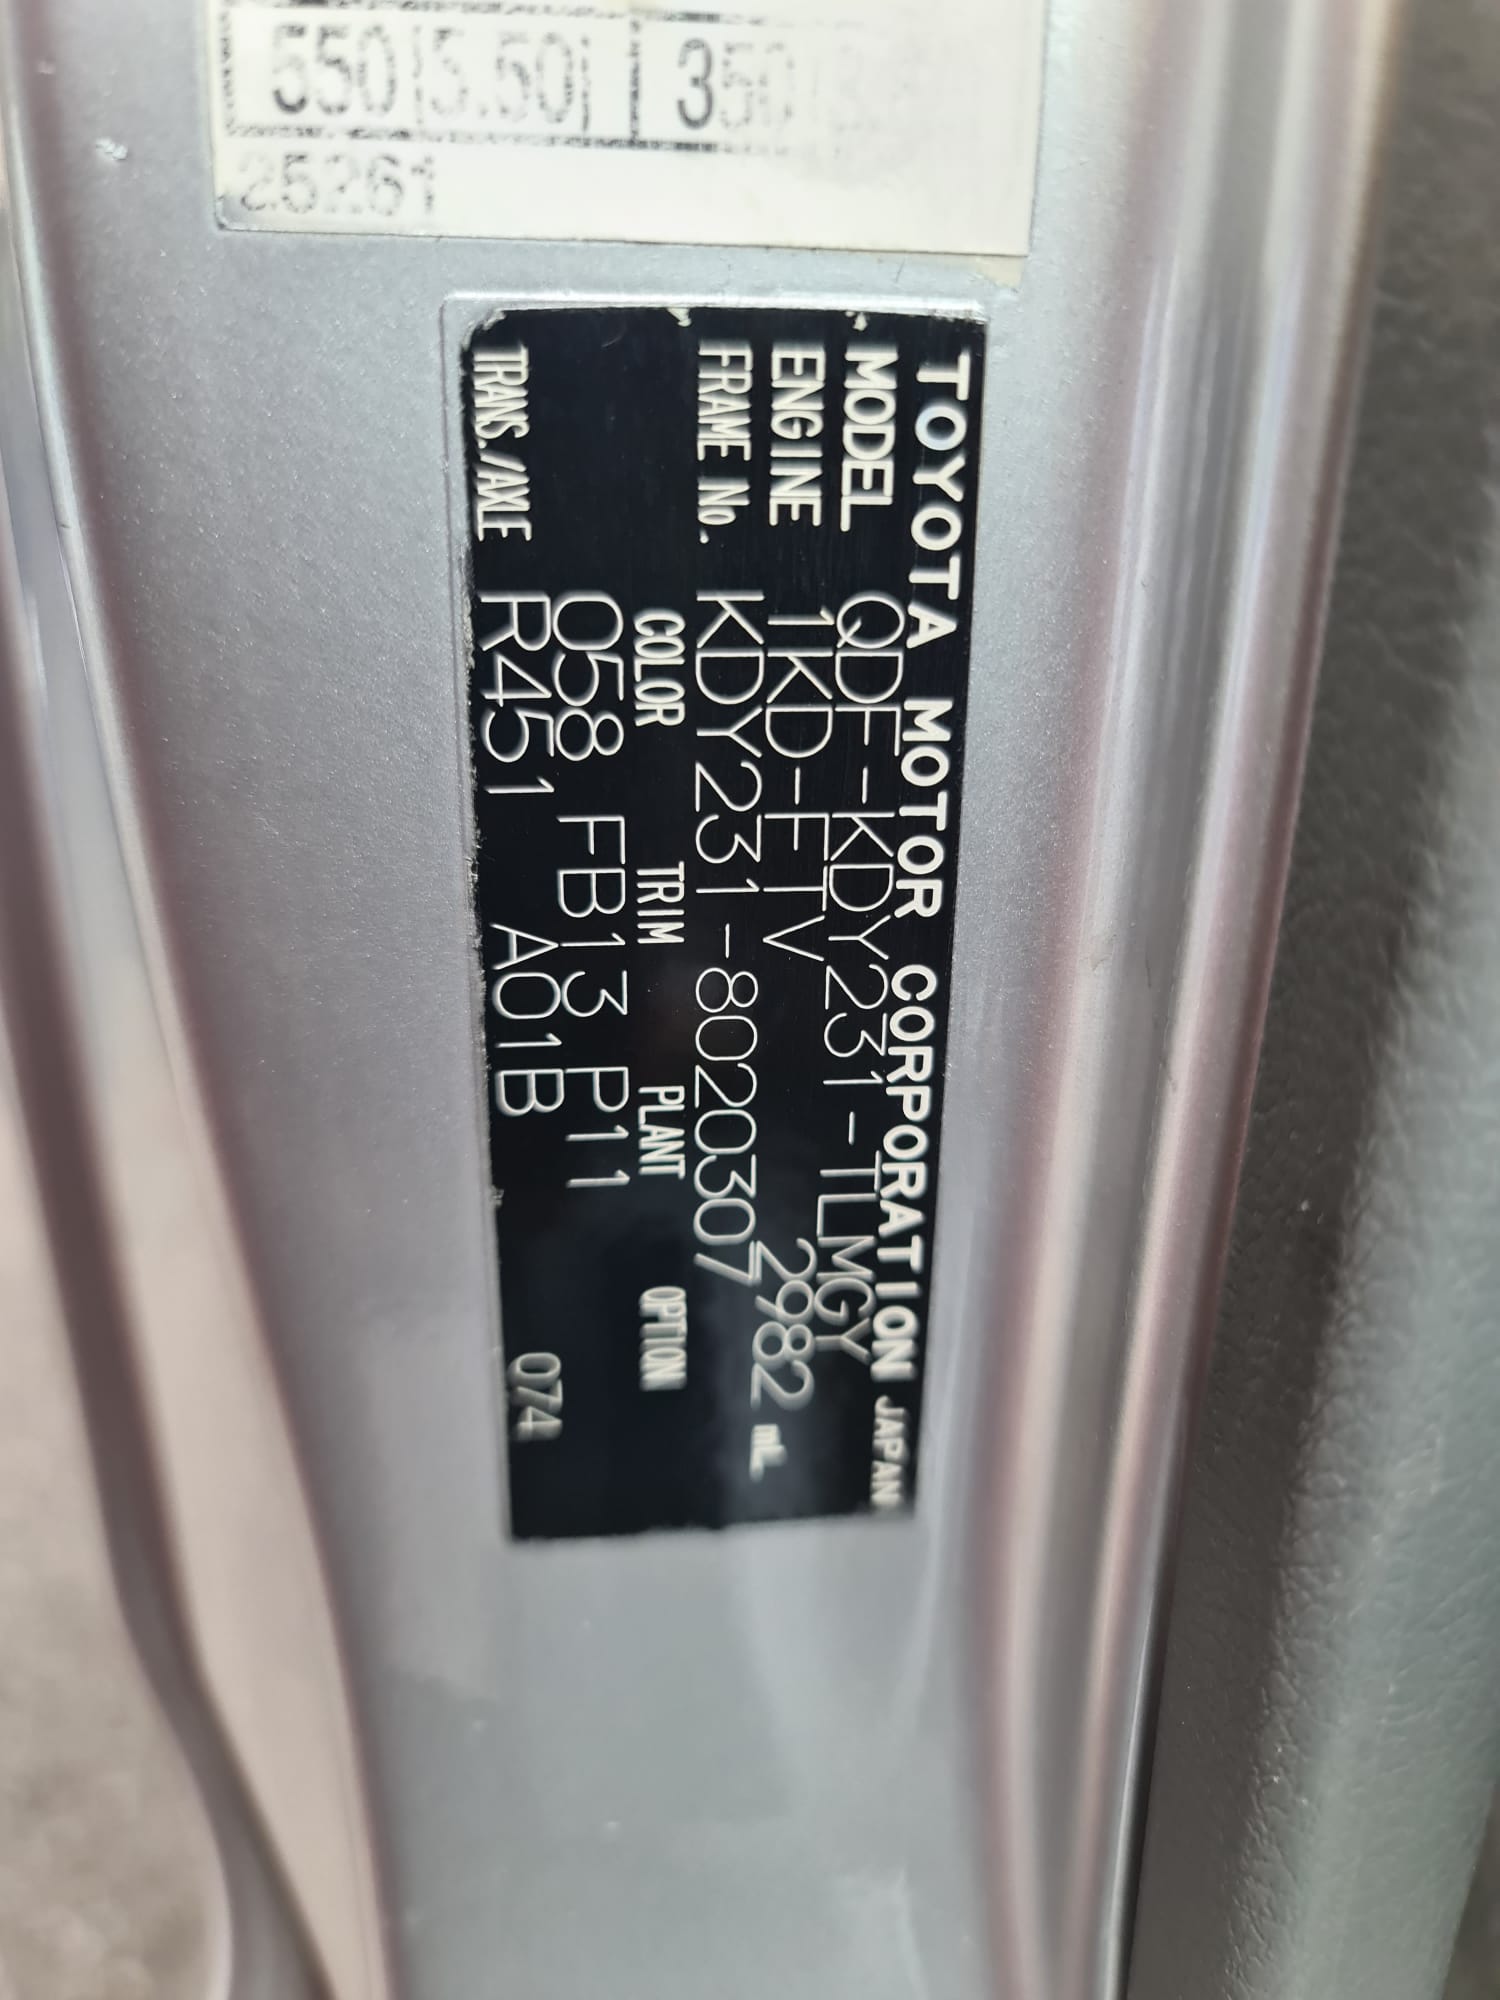 550 5.50 350
25261
TOYOTA MOTOR CORPORATION JAPAN
MODEL QDF-KDY231-TLMGY
ENGINE 1KD-FTV 2982 mL
FRAME No. KDY231-8020307
COLOR TRIM PLANT OPTION
058 FB13 P11
TRANS./AXLE R451 A01B 074